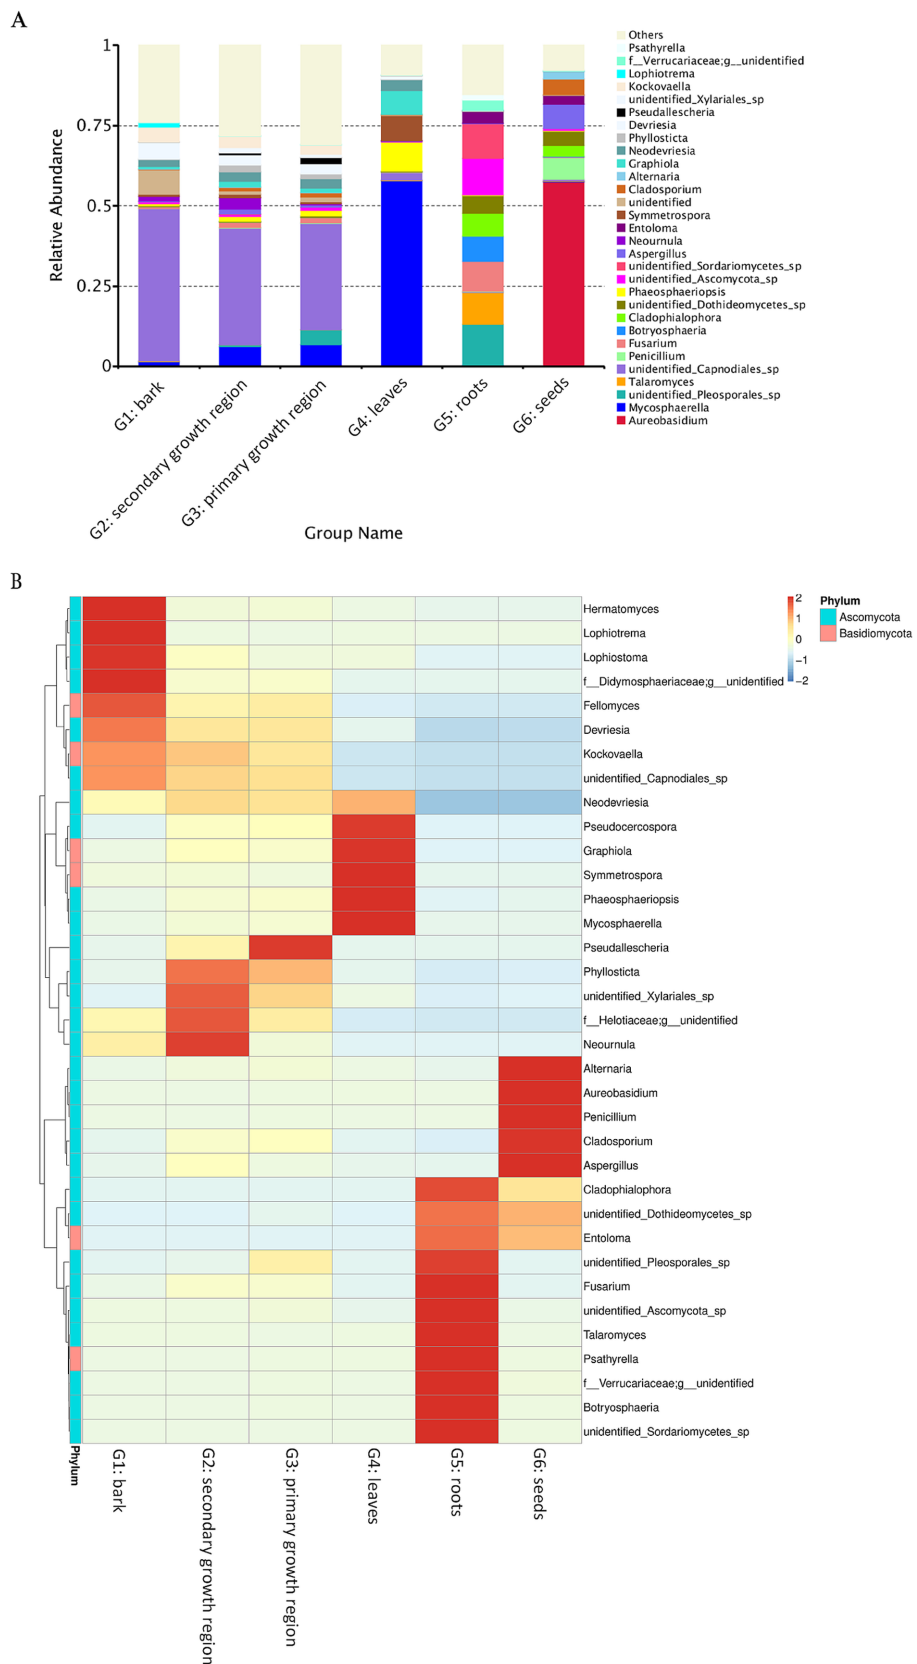 A
Relative Abundance
1
0.75
0.5
0.25
0
G1: bark
G2: secondary growth region
G3: primary growth region
G4: leaves
G5: roots
G6: seeds
Group Name
Others
Psathyrella
f__Verrucariaceae;g__unidentified
Lophiotrema
Kockovaella
unidentified_Xylariales_sp
Pseudallescheria
Devriesia
Phyllosticta
Neodevriesia
Graphiola
Alternaria
Cladosporium
unidentified
Symmetrospora
Entoloma
Neournula
Aspergillus
unidentified_Sordariomycetes_sp
unidentified_Ascomycota_sp
Phaeosphaeriopsis
unidentified_Dothideomycetes_sp
Cladophialophora
Botryosphaeria
Fusarium
Penicillium
unidentified_Capnodiales_sp
Talaromyces
unidentified_Pleosporales_sp
Mycosphaerella
Aureobasidium
B
Hermatomyces
Lophiotrema
Lophiostoma
f__Didymosphaeriaceae;g__unidentified
Fellomyces
Devriesia
Kockovaella
unidentified_Capnodiales_sp
Neodevriesia
Pseudocercospora
Graphiola
Symmetrospora
Phaeosphaeriopsis
Mycosphaerella
Pseudallescheria
Phyllosticta
unidentified_Xylariales_sp
f__Helotiaceae;g__unidentified
Neournula
Alternaria
Aureobasidium
Penicillium
Cladosporium
Aspergillus
Cladophialophora
unidentified_Dothideomycetes_sp
Entoloma
unidentified_Pleosporales_sp
Fusarium
unidentified_Ascomycota_sp
Talaromyces
Psathyrella
f__Verrucariaceae;g__unidentified
Botryosphaeria
unidentified_Sordariomycetes_sp
2
1
0
−1
−2
Phylum
Ascomycota
Basidiomycota
Phylum
G1: bark
G2: secondary growth region
G3: primary growth region
G4: leaves
G5: roots
G6: seeds